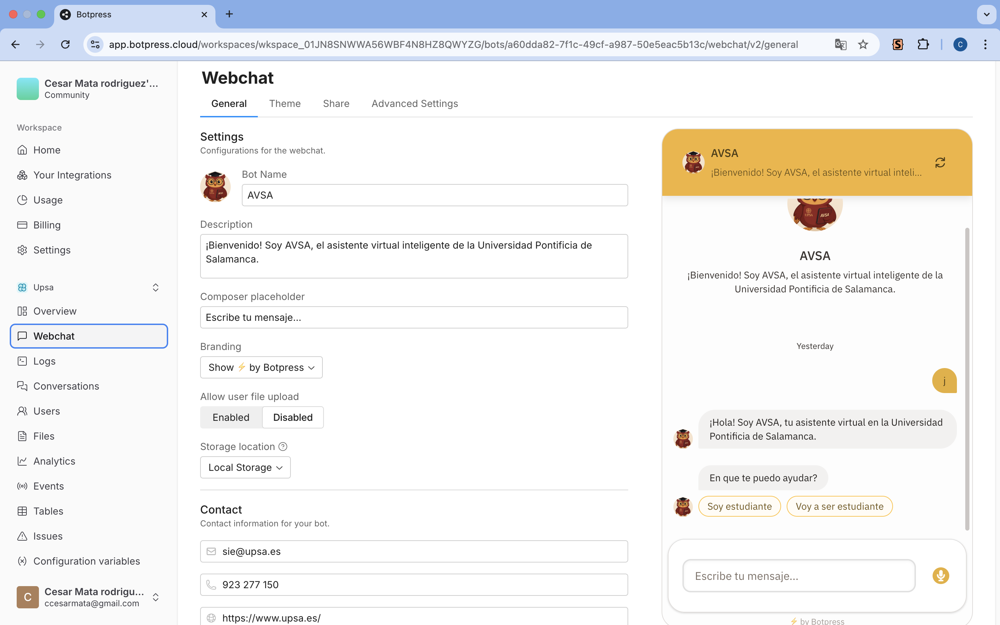 Botpress
app.botpress.cloud/workspaces/wkspace_01JN8SNWWA56WBF4N8HZ8QWYZG/bots/a60dda82-7f1c-49cf-a987-50e5eac5b13c/webchat/v2/general
S
C
Cesar Mata rodriguez'...
Community
Workspace
Home
Your Integrations
Usage
Billing
Settings
Upsa
Overview
Webchat
Logs
Conversations
Users
Files
Analytics
Events
Tables
Issues
Configuration variables
C
Cesar Mata rodrigu...
ccesarmata@gmail.com
Webchat
General
Theme
Share
Advanced Settings
Settings
Configurations for the webchat.
Bot Name
AVSA
Description
¡Bienvenido! Soy AVSA, el asistente virtual inteligente de la Universidad Pontificia de
Salamanca.
Composer placeholder
Escribe tu mensaje...
Branding
Show ⚡ by Botpress
Allow user file upload
Enabled
Disabled
Storage location
Local Storage
Contact
Contact information for your bot.
sie@upsa.es
923 277 150
https://www.upsa.es/
AVSA
¡Bienvenido! Soy AVSA, el asistente virtual inteli...
UPSA
AVSA
AVSA
¡Bienvenido! Soy AVSA, el asistente virtual inteligente de la
Universidad Pontificia de Salamanca.
Yesterday
j
¡Hola! Soy AVSA, tu asistente virtual en la Universidad
Pontificia de Salamanca.
En que te puedo ayudar?
Soy estudiante
Voy a ser estudiante
Escribe tu mensaje...
⚡ by Botpress